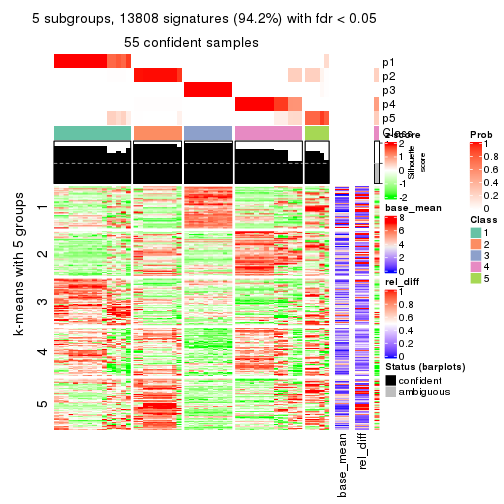 5 subgroups, 13808 signatures (94.2%) with fdr < 0.05
55 confident samples
p1
p2
p3
p4
p5
Class
Silhouette
score
k-means with 5 groups
1
2
3
4
5
base_mean
rel_diff
z-score
2
1
0
-1
-2
base_mean
8
6
4
2
0
rel_diff
1
0.8
0.6
0.4
0.2
0
Status (barplots)
confident
ambiguous
Prob
1
0.8
0.6
0.4
0.2
0
Class
1
2
3
4
5